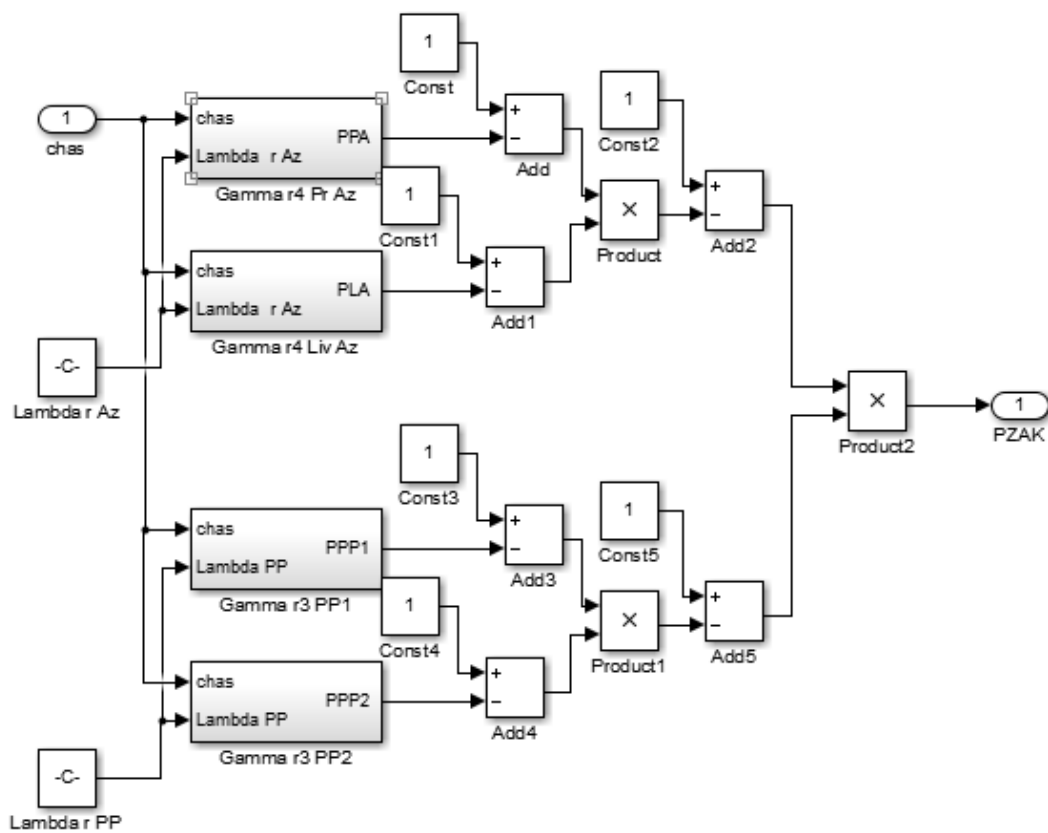 1
Const
1
chas
chas
PPA
Lambda r Az
Gamma r4 Pr Az
+
−
Add
1
Const2
1
Const1
×
Product
+
−
Add2
chas
PLA
Lambda r Az
Gamma r4 Liv Az
+
−
Add1
-C-
Lambda r Az
×
Product2
1
PZAK
1
Const3
chas
PPP1
Lambda PP
Gamma r3 PP1
+
−
Add3
1
Const5
1
Const4
×
Product1
+
−
Add5
chas
PPP2
Lambda PP
Gamma r3 PP2
+
−
Add4
-C-
Lambda r PP